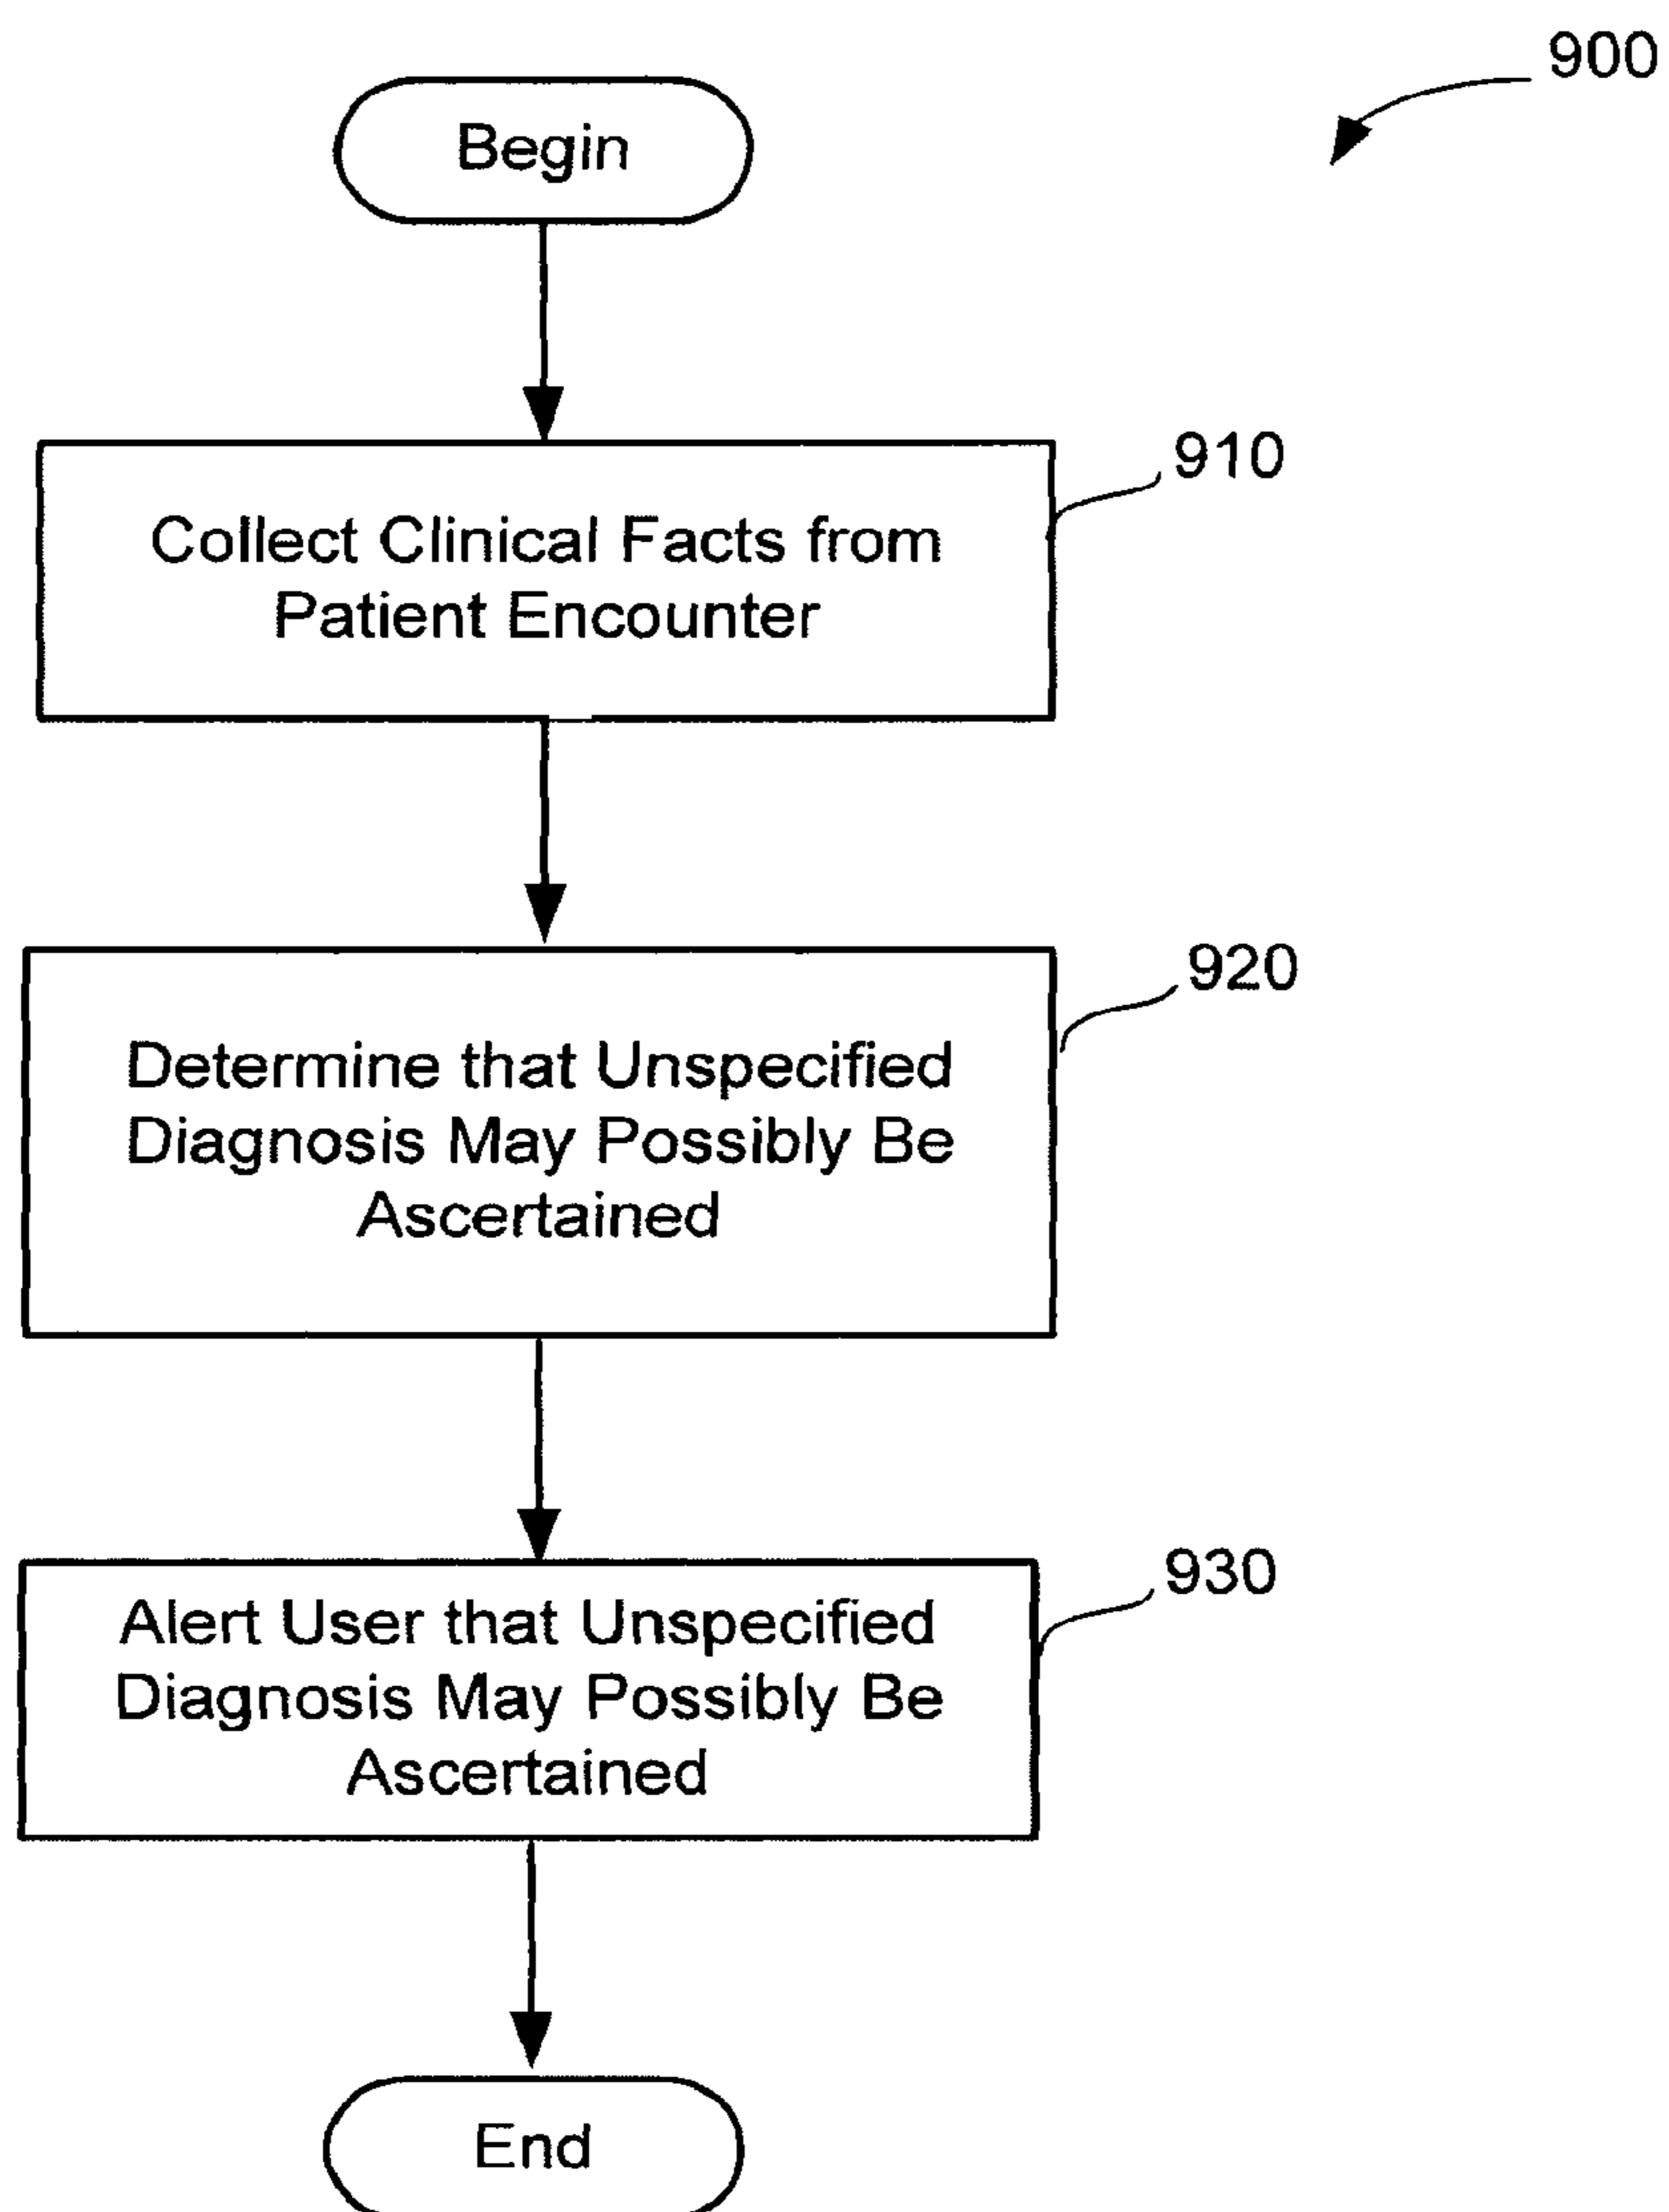 900
Begin
910
Collect Clinical Facts from
Patient Encounter
920
Determine that Unspecified
Diagnosis May Possibly Be
Ascertained
930
Alert User that Unspecified
Diagnosis May Possibly Be
Ascertained
End